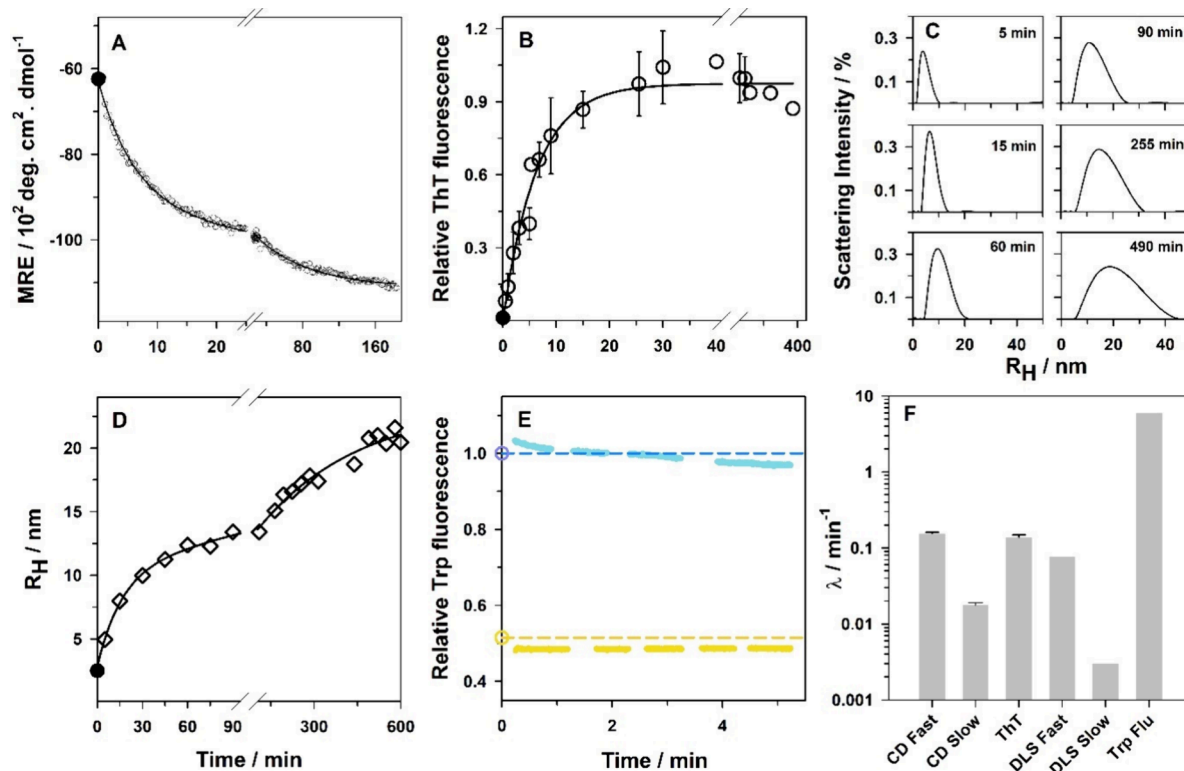 A
MRE / 10² deg. cm² . dmol⁻¹
-60
-80
-100
0
10
20
80
160
B
Relative ThT fluorescence
1.2
0.9
0.6
0.3
0
10
20
30
40
400
C
Scattering Intensity / %
0.3
0.1
5 min
90 min
0.3
0.1
15 min
255 min
0.3
0.1
60 min
490 min
0
20
40
0
20
40
R_H / nm
D
R_H / nm
20
15
10
5
0
30
60
90
300
600
Time / min
E
Relative Trp fluorescence
1.0
0.8
0.6
0.4
0
2
4
Time / min
F
λ / min⁻¹
10
1
0.1
0.01
0.001
CD Fast
CD Slow
ThT
DLS Fast
DLS Slow
Trp Flu